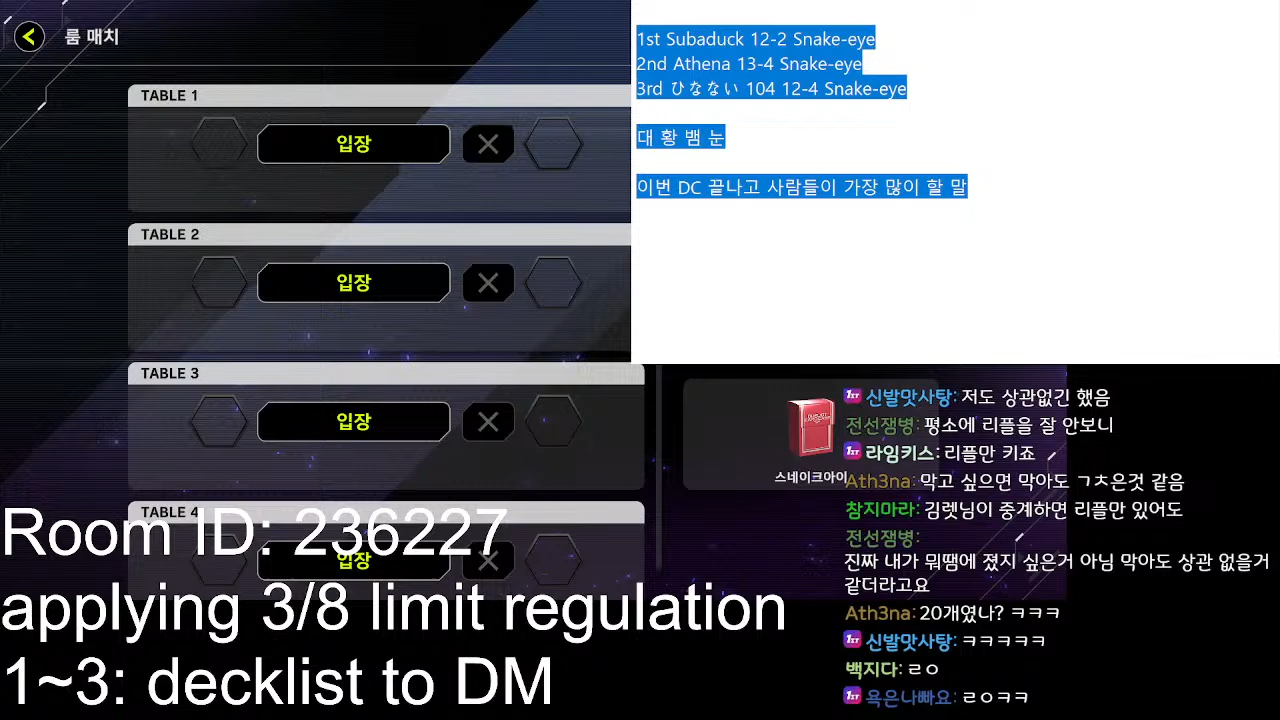 룸 매치
TABLE 1
입장
TABLE 2
입장
TABLE 3
입장
TABLE 4
입장
1st Subaduck 12-2 Snake-eye
2nd Athena 13-4 Snake-eye
3rd ひなない 104 12-4 Snake-eye
대 황 뱀 눈
이번 DC 끝나고 사람들이 가장 많이 할 말
스네이크아이
신발맛사탕: 저도 상관없긴 했음
전선잼병: 평소에 리플을 잘 안보니
라임키스: 리플만 키죠
Ath3na: 막고 싶으면 막아도 ㄱㅊ은것 같음
참지마라: 김렛님이 중계하면 리플만 있어도
전선잼병:
진짜 내가 뭐땜에 졌지 싶은거 아님 막아도 상관 없을거
같더라고요
Ath3na: 20개였나? ㅋㅋㅋ
신발맛사탕: ㅋㅋㅋㅋㅋ
백지다: ㄹㅇ
욕은나빠요: ㄹㅇㅋㅋ
Room ID: 236227
applying 3/8 limit regulation
1~3: decklist to DM